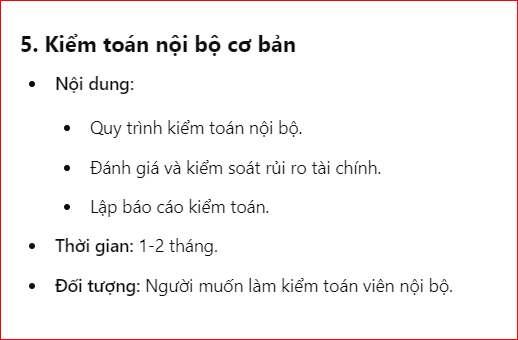 5. Kiểm toán nội bộ cơ bản
• Nội dung:
• Quy trình kiểm toán nội bộ.
• Đánh giá và kiểm soát rủi ro tài chính.
• Lập báo cáo kiểm toán.
• Thời gian: 1-2 tháng.
• Đối tượng: Người muốn làm kiểm toán viên nội bộ.